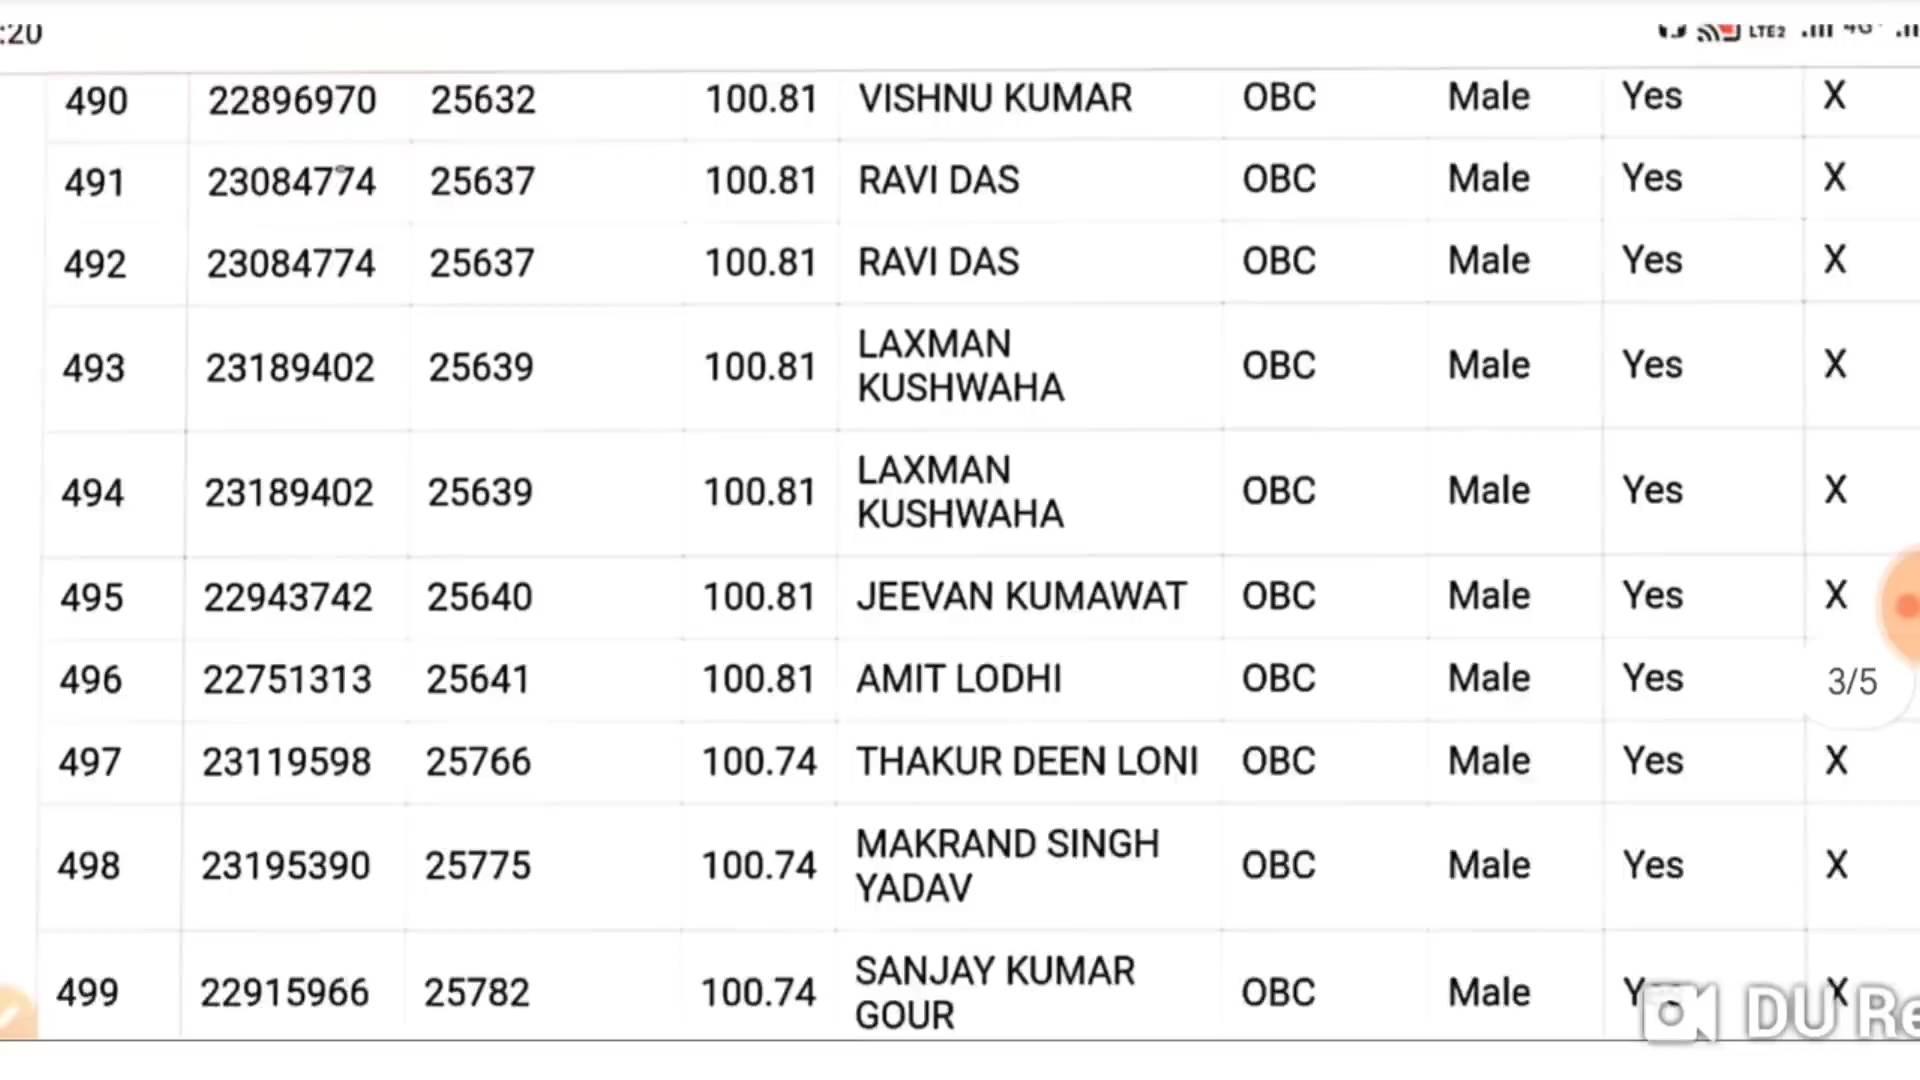 :20 LTE2 4G+
490 22896970 25632 100.81 VISHNU KUMAR OBC Male Yes X
491 23084774 25637 100.81 RAVI DAS OBC Male Yes X
492 23084774 25637 100.81 RAVI DAS OBC Male Yes X
493 23189402 25639 100.81 LAXMAN KUSHWAHA OBC Male Yes X
494 23189402 25639 100.81 LAXMAN KUSHWAHA OBC Male Yes X
495 22943742 25640 100.81 JEEVAN KUMAWAT OBC Male Yes X
496 22751313 25641 100.81 AMIT LODHI OBC Male Yes
3/5
497 23119598 25766 100.74 THAKUR DEEN LONI OBC Male Yes X
498 23195390 25775 100.74 MAKRAND SINGH YADAV OBC Male Yes X
499 22915966 25782 100.74 SANJAY KUMAR GOUR OBC Male Yes X
DU Re